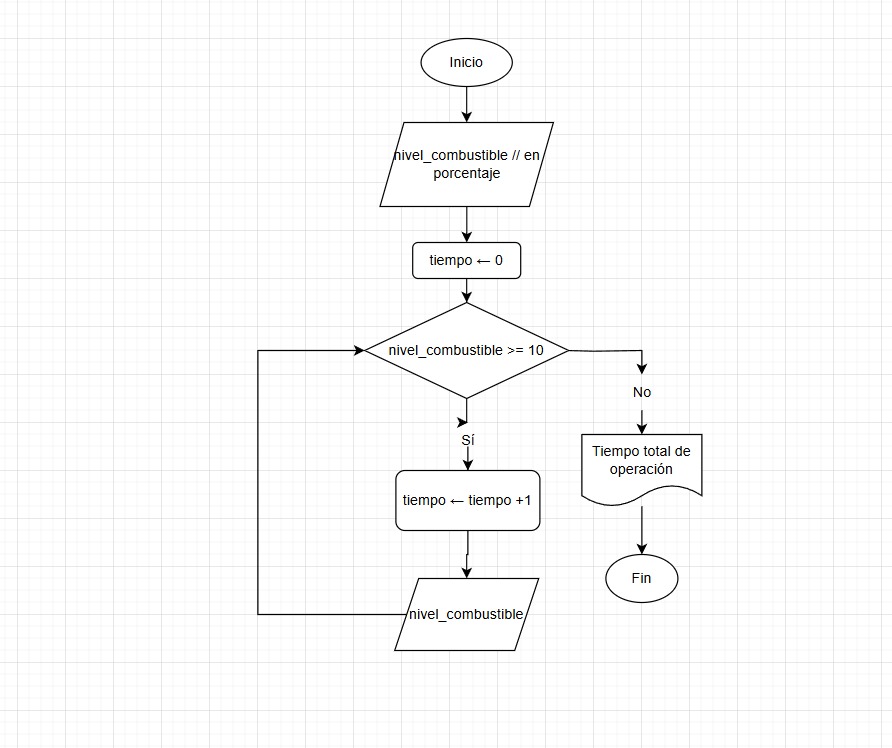 Inicio
nivel_combustible // en
porcentaje
tiempo ← 0
nivel_combustible >= 10
No
Sí
Tiempo total de
operación
tiempo ← tiempo +1
Fin
nivel_combustible